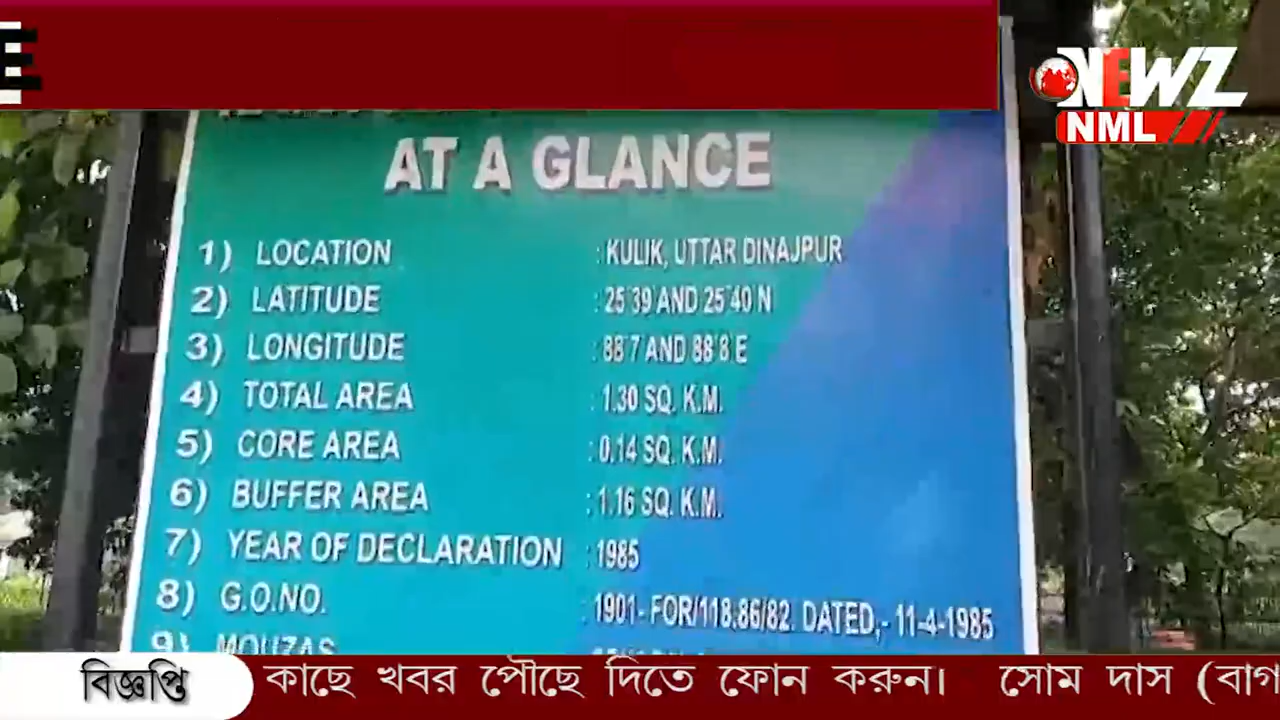 E
NEWZ
NML
AT A GLANCE
1) LOCATION : KULIK, UTTAR DINAJPUR
2) LATITUDE : 25 39 AND 25 40 N
3) LONGITUDE : 88 7 AND 88 8 E
4) TOTAL AREA : 1.30 SQ. K.M.
5) CORE AREA : 0.14 SQ. K.M.
6) BUFFER AREA : 1.16 SQ. K.M.
7) YEAR OF DECLARATION : 1985
8) G.O.NO. : 1901- FOR/118,86/82. DATED,- 11-4-1985
9) MOUZAS
বিজ্ঞপ্তি কাছে খবর পৌছে দিতে ফোন করুন। সোম দাস (বাগ